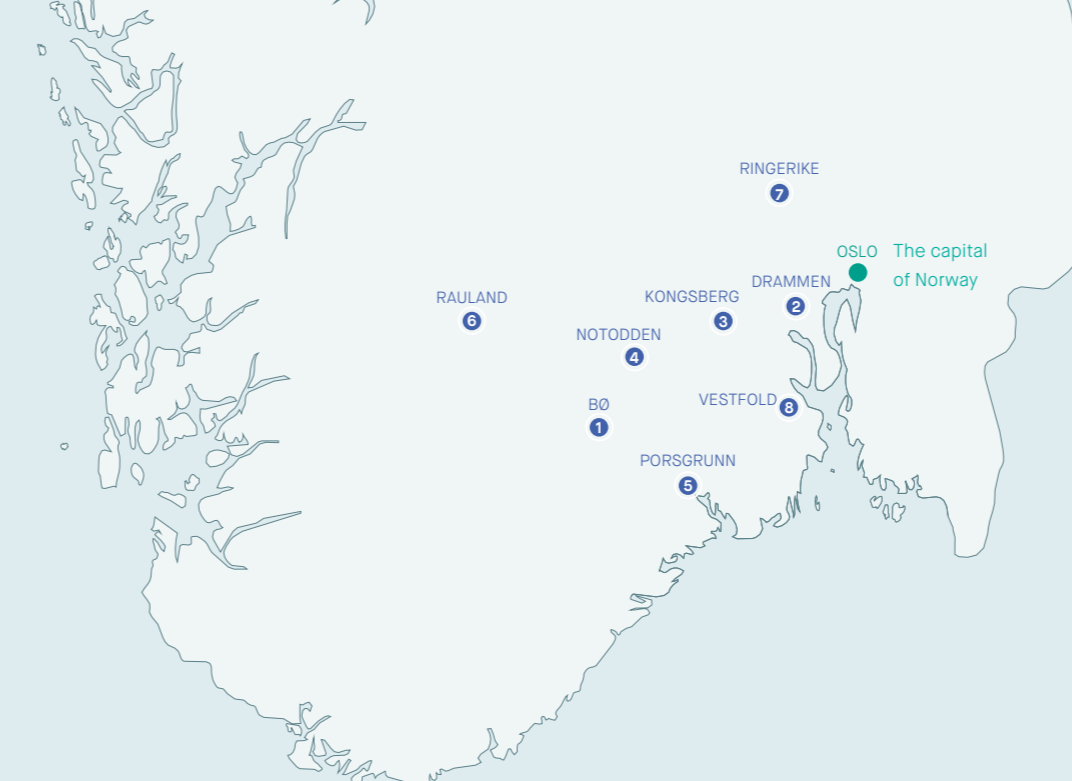 RINGERIKE
7
OSLO
The capital
of Norway
DRAMMEN
2
RAULAND
6
KONGSBERG
3
NOTODDEN
4
VESTFOLD
8
BØ
1
PORSGRUNN
5